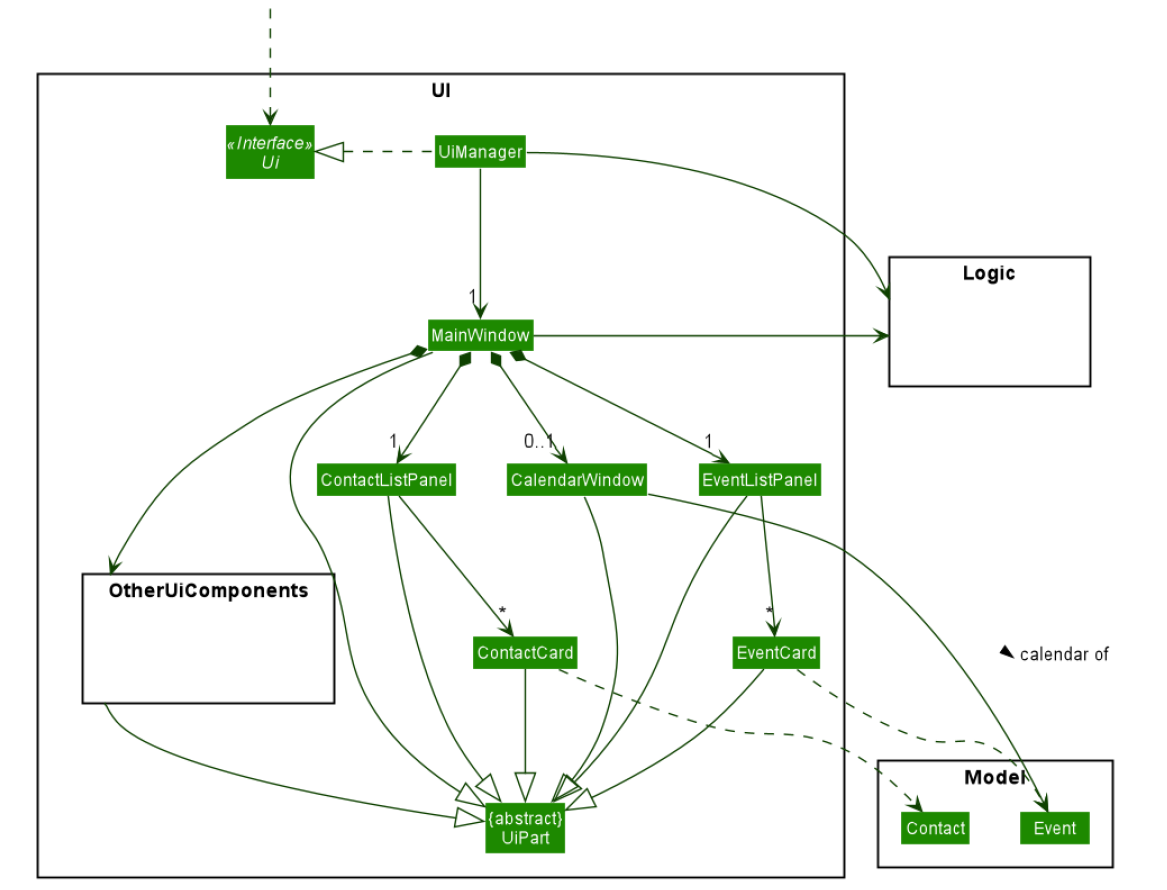 UI
«Interface»
Ui
UiManager
Logic
1
MainWindow
1
0..1
1
ContactListPanel
CalendarWindow
EventListPanel
OtherUiComponents
*
*
ContactCard
EventCard
calendar of
Model
{abstract}
UiPart
Contact
Event